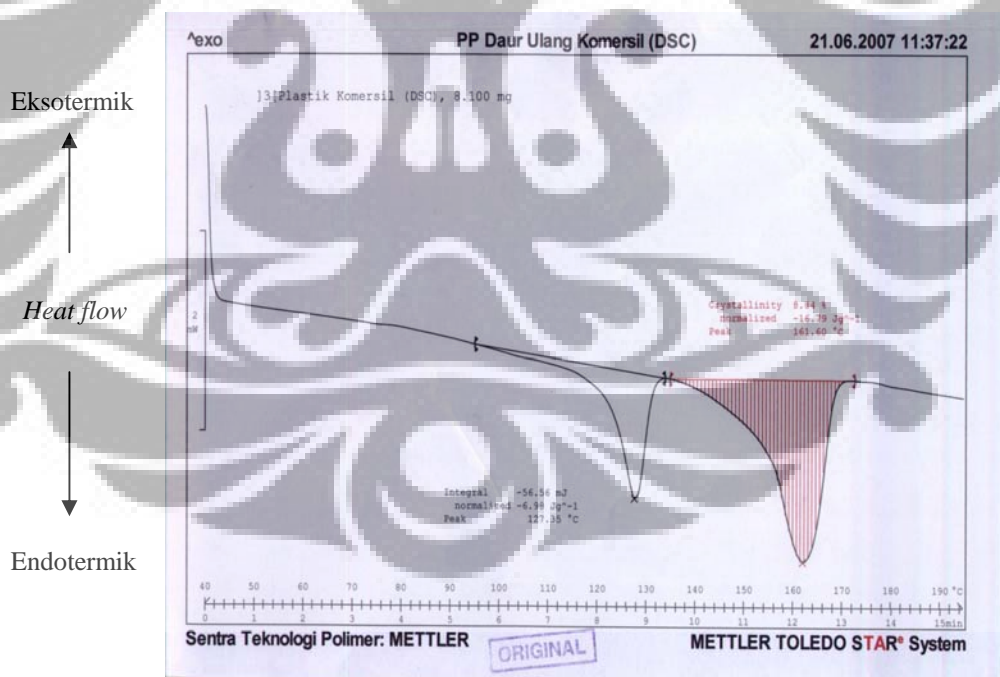 ^exo PP Daur Ulang Komersil (DSC) 21.06.2007 11:37:22
Eksotermik
]3[Plastik Komersil (DSC), 8.100 mg
Heat flow
2
mW
Crystallinity 8.84 %
normalized -16.79 Jg^-1
Peak 161.60 °C
Integral -56.56 mJ
normalized -6.98 Jg^-1
Peak 127.35 °C
Endotermik
40 50 60 70 80 90 100 110 120 130 140 150 160 170 180 190 °C
0 1 2 3 4 5 6 7 8 9 10 11 12 13 14 15 min
Sentra Teknologi Polimer: METTLER METTLER TOLEDO STARe System
ORIGINAL